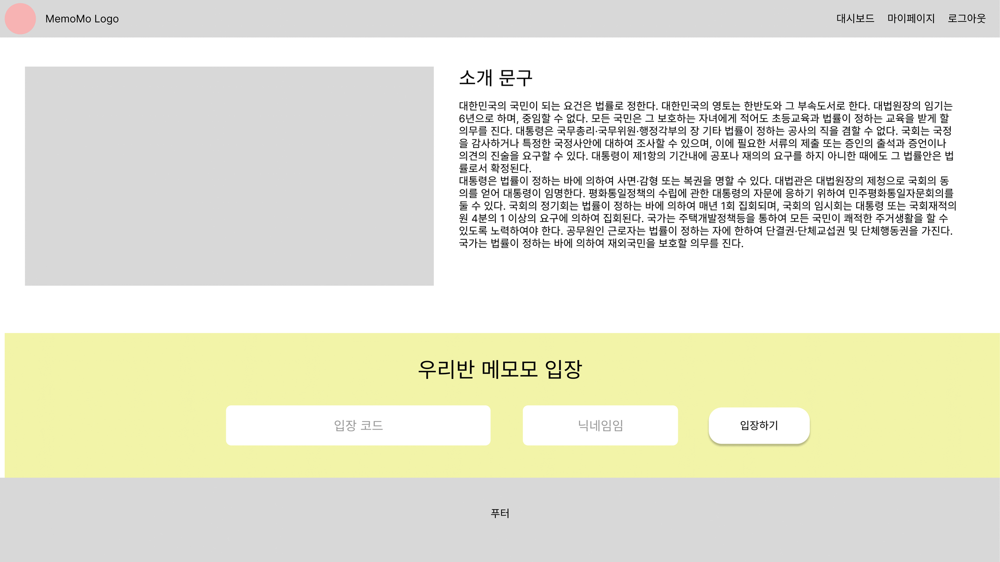 MemoMo Logo
대시보드 마이페이지 로그아웃
소개 문구
대한민국의 국민이 되는 요건은 법률로 정한다. 대한민국의 영토는 한반도와 그 부속도서로 한다. 대법원장의 임기는
6년으로 하며, 중임할 수 없다. 모든 국민은 그 보호하는 자녀에게 적어도 초등교육과 법률이 정하는 교육을 받게 할
의무를 진다. 대통령은 국무총리·국무위원·행정각부의 장 기타 법률이 정하는 공사의 직을 겸할 수 없다. 국회는 국정
을 감사하거나 특정한 국정사안에 대하여 조사할 수 있으며, 이에 필요한 서류의 제출 또는 증인의 출석과 증언이나
의견의 진술을 요구할 수 있다. 대통령이 제1항의 기간내에 공포나 재의의 요구를 하지 아니한 때에도 그 법률안은 법
률로서 확정된다.
대통령은 법률이 정하는 바에 의하여 사면·감형 또는 복권을 명할 수 있다. 대법관은 대법원장의 제청으로 국회의 동
의를 얻어 대통령이 임명한다. 평화통일정책의 수립에 관한 대통령의 자문에 응하기 위하여 민주평화통일자문회의를
둘 수 있다. 국회의 정기회는 법률이 정하는 바에 의하여 매년 1회 집회되며, 국회의 임시회는 대통령 또는 국회재적의
원 4분의 1 이상의 요구에 의하여 집회된다. 국가는 주택개발정책등을 통하여 모든 국민이 쾌적한 주거생활을 할 수
있도록 노력하여야 한다. 공무원인 근로자는 법률이 정하는 자에 한하여 단결권·단체교섭권 및 단체행동권을 가진다.
국가는 법률이 정하는 바에 의하여 재외국민을 보호할 의무를 진다.
우리반 메모모 입장
입장 코드
닉네임임
입장하기
푸터